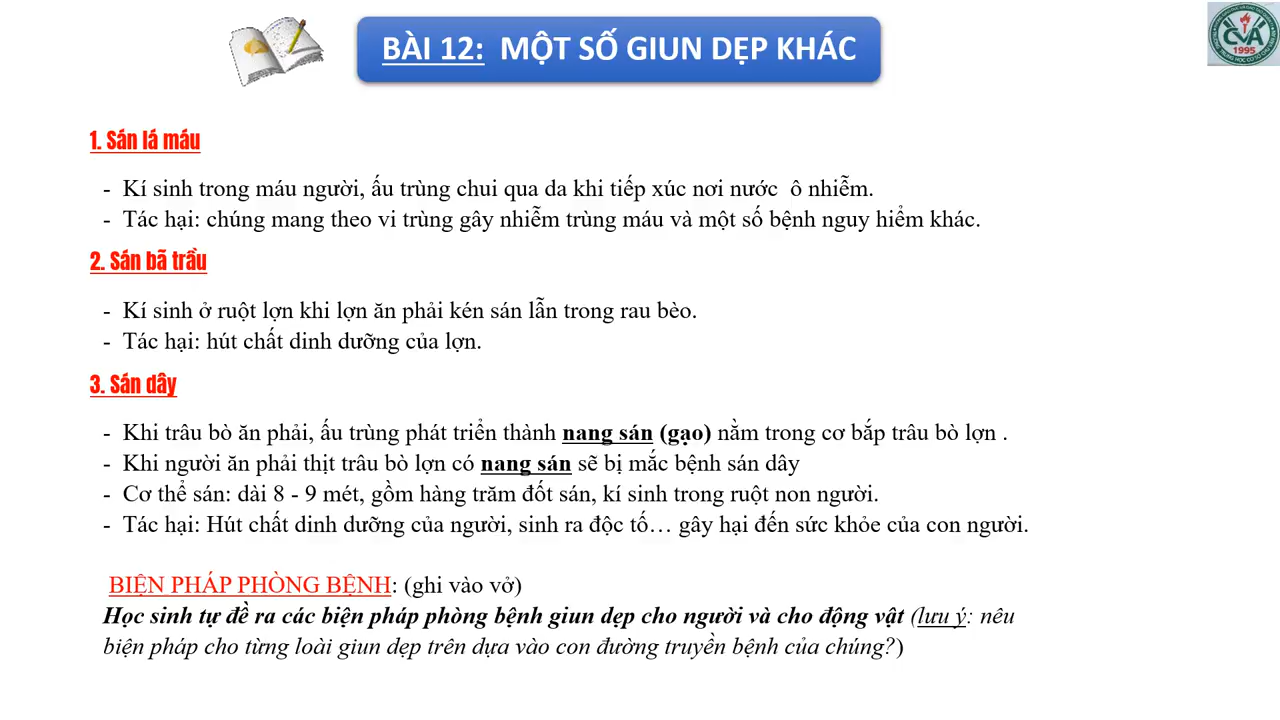 BÀI 12: MỘT SỐ GIUN DẸP KHÁC
CVA
1995
1. Sán lá máu
- Kí sinh trong máu người, ấu trùng chui qua da khi tiếp xúc nơi nước ô nhiễm.
- Tác hại: chúng mang theo vi trùng gây nhiễm trùng máu và một số bệnh nguy hiểm khác.
2. Sán bã trầu
- Kí sinh ở ruột lợn khi lợn ăn phải kén sán lẫn trong rau bèo.
- Tác hại: hút chất dinh dưỡng của lợn.
3. Sán dây
- Khi trâu bò ăn phải, ấu trùng phát triển thành nang sán (gạo) nằm trong cơ bắp trâu bò lợn .
- Khi người ăn phải thịt trâu bò lợn có nang sán sẽ bị mắc bệnh sán dây
- Cơ thể sán: dài 8 - 9 mét, gồm hàng trăm đốt sán, kí sinh trong ruột non người.
- Tác hại: Hút chất dinh dưỡng của người, sinh ra độc tố… gây hại đến sức khỏe của con người.
BIỆN PHÁP PHÒNG BỆNH: (ghi vào vở)
Học sinh tự đề ra các biện pháp phòng bệnh giun dẹp cho người và cho động vật (lưu ý: nêu
biện pháp cho từng loài giun dẹp trên dựa vào con đường truyền bệnh của chúng?)